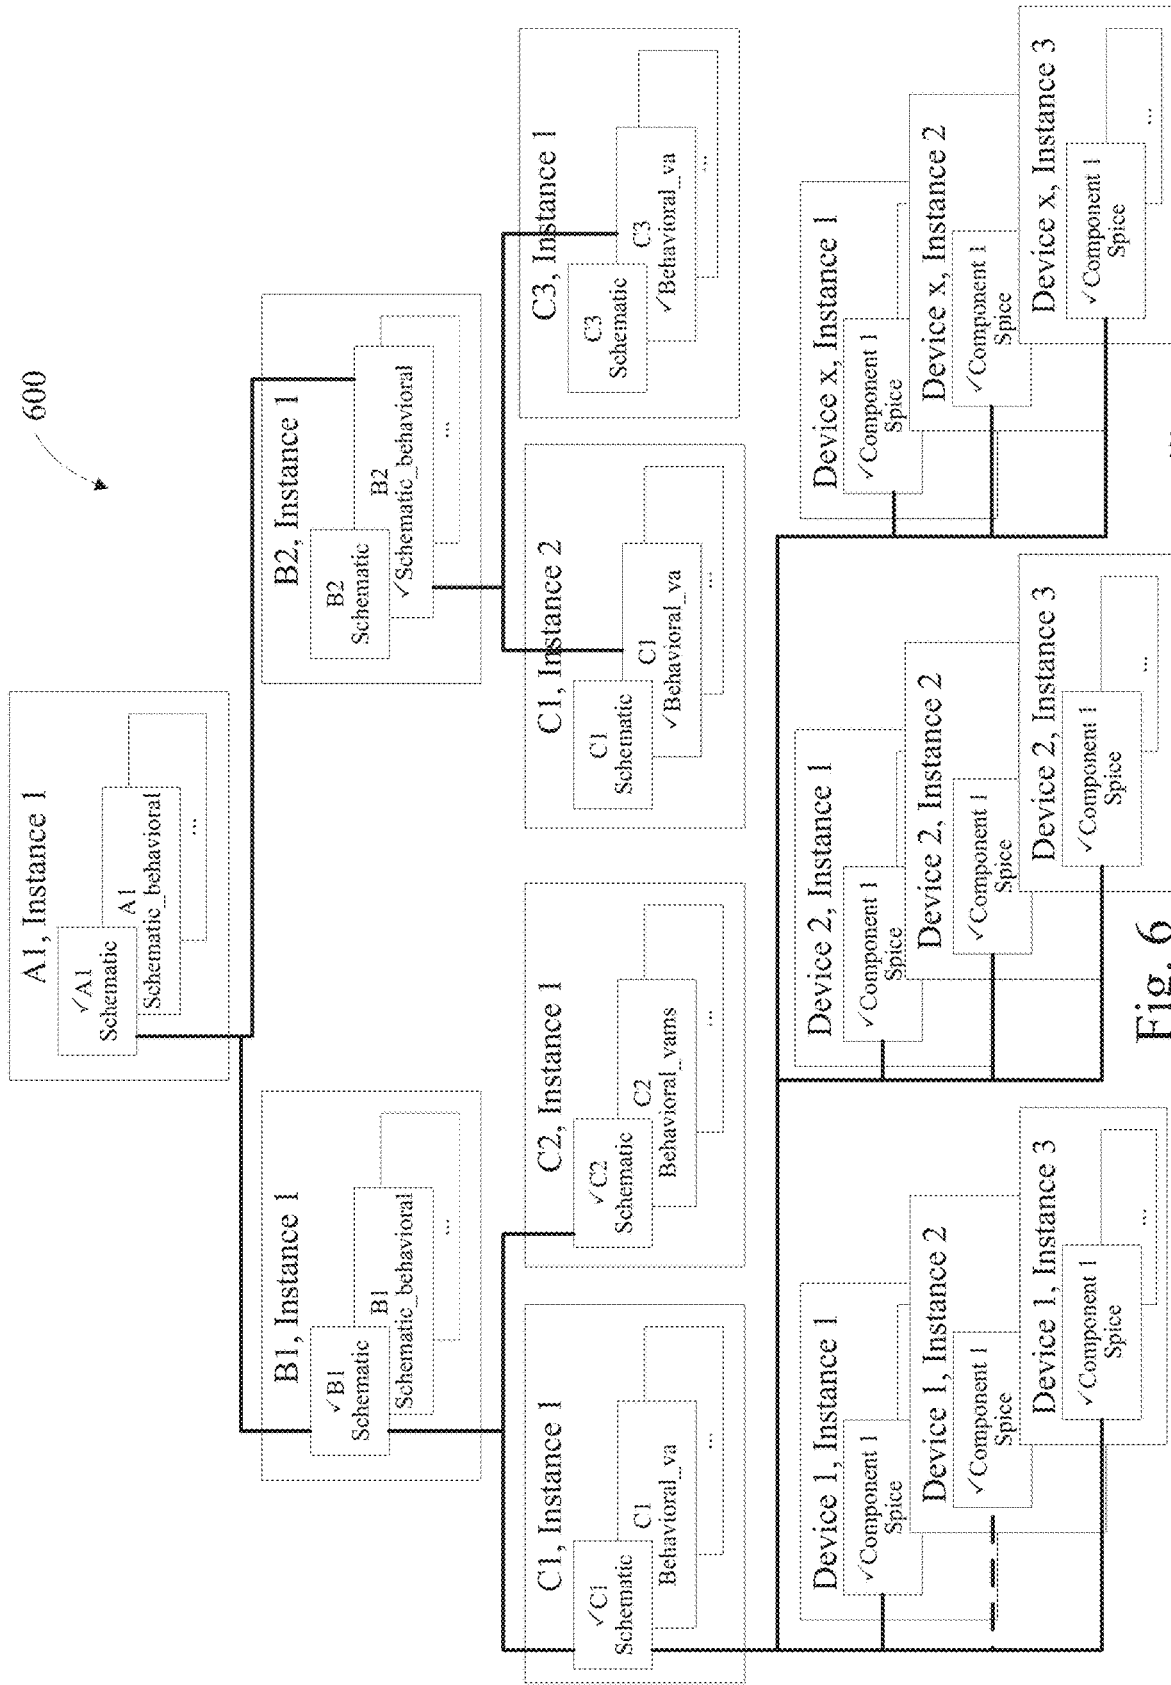 600
A1, Instance 1
✓A1
Schematic
A1
Schematic_behavioral
...
B1, Instance 1
✓B1
Schematic
B1
Schematic_behavioral
...
B2, Instance 1
B2
Schematic
B2
✓Schematic_behavioral
...
C1, Instance 1
✓C1
Schematic
C1
Behavioral_va
...
C2, Instance 1
✓C2
Schematic
C2
Behavioral_vams
...
C1, Instance 2
C1
Schematic
C1
✓Behavioral_va
...
C3, Instance 1
C3
Schematic
C3
✓Behavioral_va
...
Device 1, Instance 1
✓Component 1
Spice
Device 1, Instance 2
✓Component 1
Spice
Device 1, Instance 3
✓Component 1
Spice
...
Device 2, Instance 1
✓Component 1
Spice
Device 2, Instance 2
✓Component 1
Spice
Device 2, Instance 3
✓Component 1
Spice
...
Device x, Instance 1
✓Component 1
Spice
Device x, Instance 2
✓Component 1
Spice
Device x, Instance 3
✓Component 1
Spice
...
Fig. 6